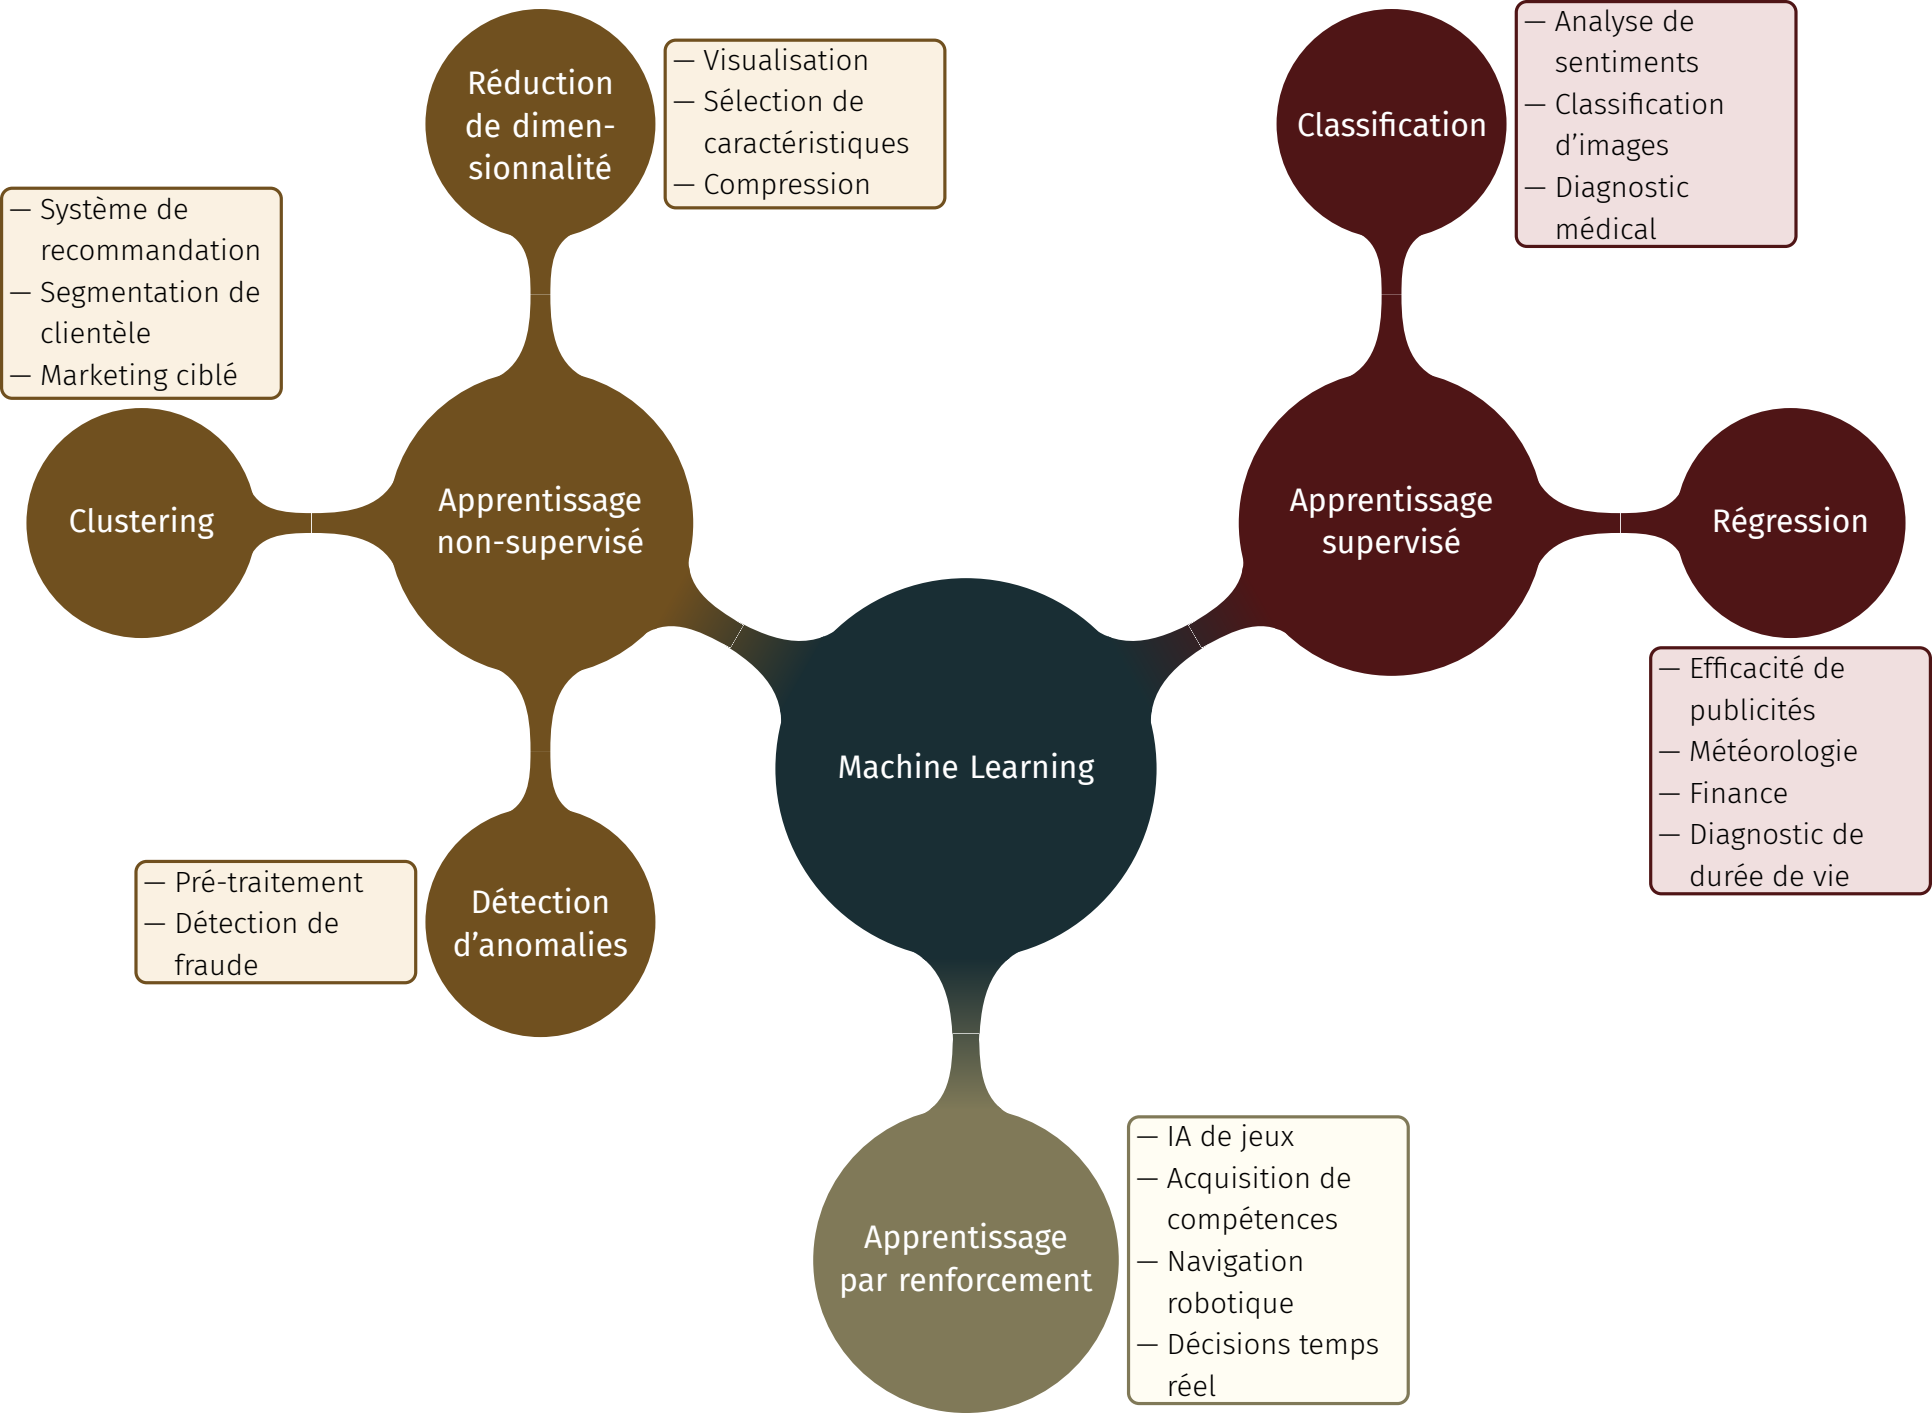 Réduction
de dimen-
sionnalité
— Visualisation
— Sélection de
caractéristiques
— Compression
Classification
— Analyse de
sentiments
— Classification
d’images
— Diagnostic
médical
— Système de
recommandation
— Segmentation de
clientèle
— Marketing ciblé
Clustering
Apprentissage
non-supervisé
Apprentissage
supervisé
Régression
— Efficacité de
publicités
— Météorologie
— Finance
— Diagnostic de
durée de vie
Machine Learning
— Pré-traitement
— Détection de
fraude
Détection
d’anomalies
Apprentissage
par renforcement
— IA de jeux
— Acquisition de
compétences
— Navigation
robotique
— Décisions temps
réel